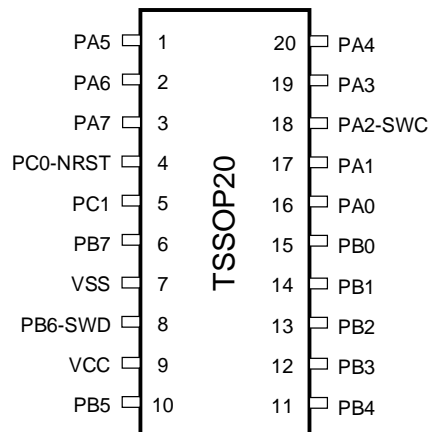 PA5 1 20 PA4
PA6 2 19 PA3
PA7 3 18 PA2-SWC
PC0-NRST 4 17 PA1
PC1 5 16 PA0
PB7 6 15 PB0
VSS 7 14 PB1
PB6-SWD 8 13 PB2
VCC 9 12 PB3
PB5 10 11 PB4
TSSOP20